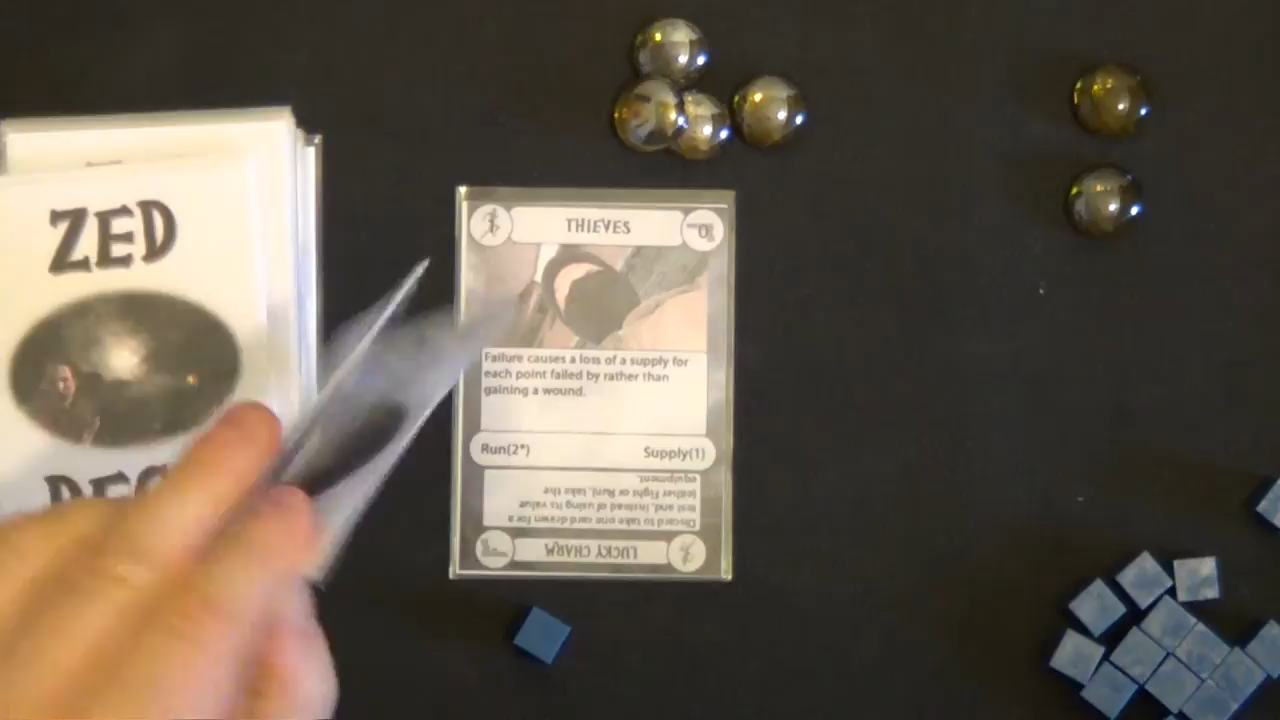 ZED
THIEVES
0
Failure causes a loss of a supply for
each point failed by rather than
gaining a wound.
Run(2*) Supply(1)
LUCKY CHARM
Discard to take one card drawn for a
test and, instead of using its value
(either Fight or Run), take the
equipment.